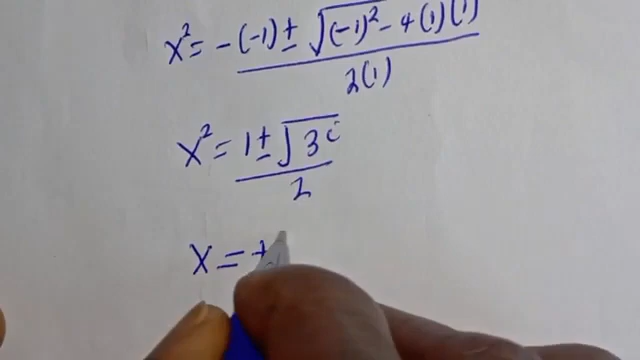 x² = -(-1) ± √(-1)² - 4(1)(1) / 2(1)
x² = 1 ± √3i / 2
x = ±